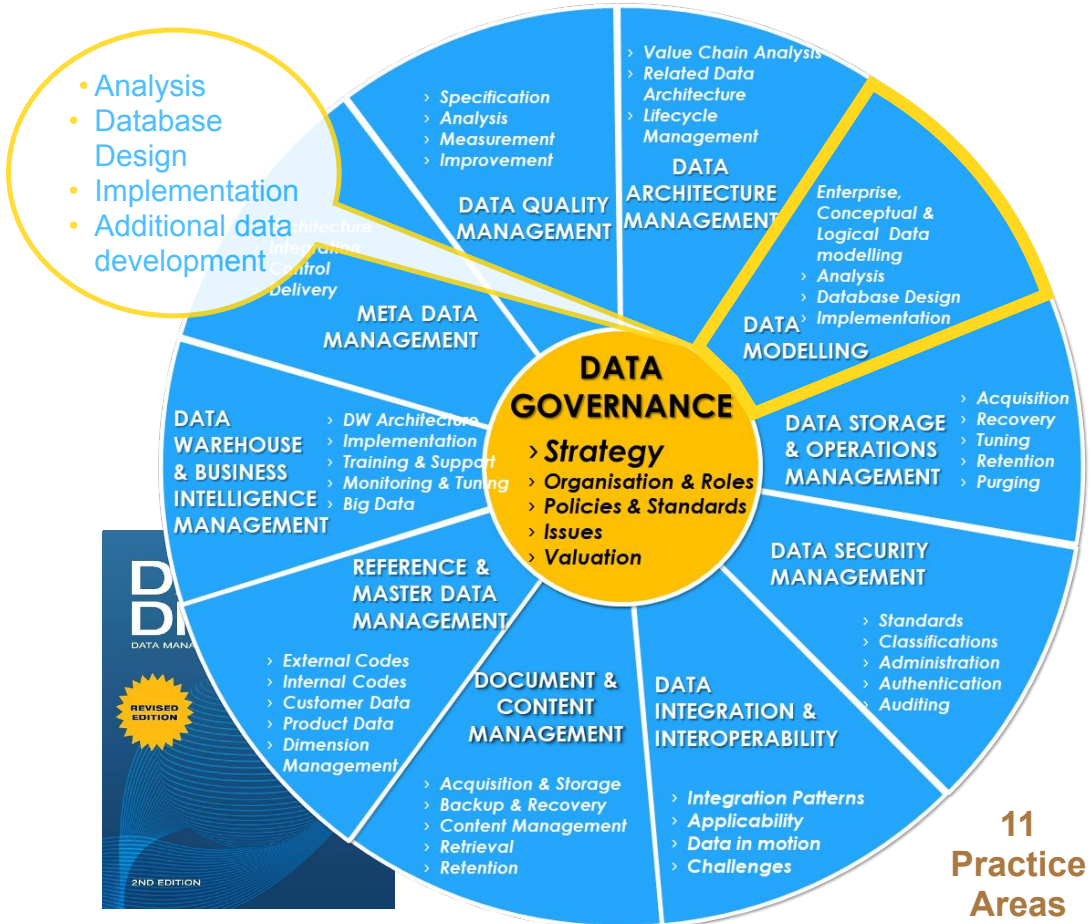 • Analysis
• Database
Design
• Implementation
• Additional data
development
› Specification
› Analysis
› Measurement
› Improvement
DATA QUALITY
MANAGEMENT
› Value Chain Analysis
› Related Data
Architecture
› Lifecycle
Management
DATA
ARCHITECTURE
MANAGEMENT
Enterprise,
Conceptual &
Logical Data
modelling
› Analysis
› Database Design
› Implementation
DATA
MODELLING
› Architecture
› Integration
› Control
› Delivery
META DATA
MANAGEMENT
DATA
GOVERNANCE
› Strategy
› Organisation & Roles
› Policies & Standards
› Issues
› Valuation
DATA STORAGE
& OPERATIONS
MANAGEMENT
› Acquisition
› Recovery
› Tuning
› Retention
› Purging
DATA
WAREHOUSE
& BUSINESS
INTELLIGENCE
MANAGEMENT
› DW Architecture
› Implementation
› Training & Support
› Monitoring & Tuning
› Big Data
DATA SECURITY
MANAGEMENT
› Standards
› Classifications
› Administration
› Authentication
› Auditing
REFERENCE &
MASTER DATA
MANAGEMENT
› External Codes
› Internal Codes
› Customer Data
› Product Data
› Dimension
Management
DOCUMENT &
CONTENT
MANAGEMENT
› Acquisition & Storage
› Backup & Recovery
› Content Management
› Retrieval
› Retention
DATA
INTEGRATION &
INTEROPERABILITY
› Integration Patterns
› Applicability
› Data in motion
› Challenges
DATA
REVISED
EDITION
2ND EDITION
11
Practice
Areas